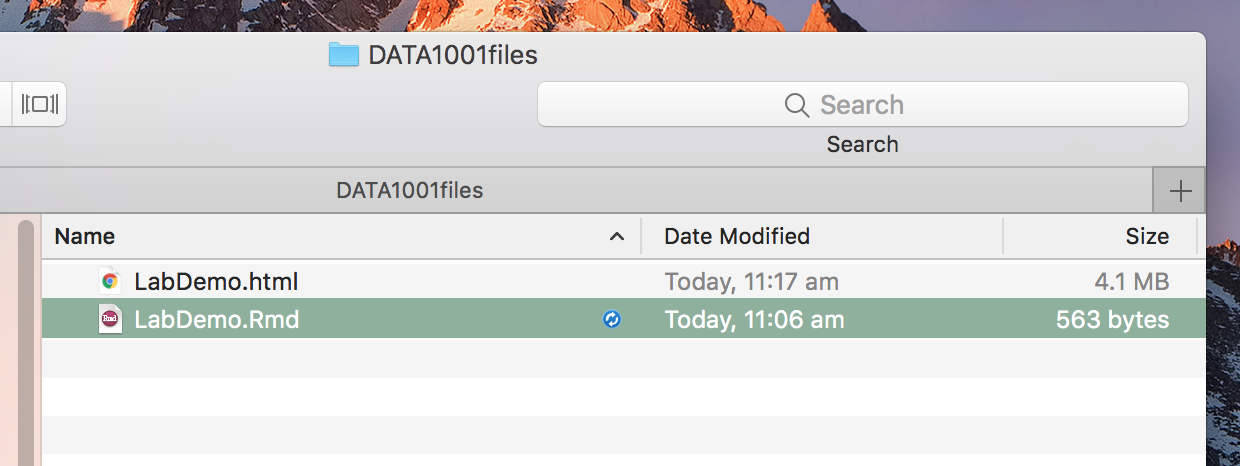 DATA1001files
Search
Search
DATA1001files
Name Date Modified Size
LabDemo.html Today, 11:17 am 4.1 MB
Rmd LabDemo.Rmd Today, 11:06 am 563 bytes